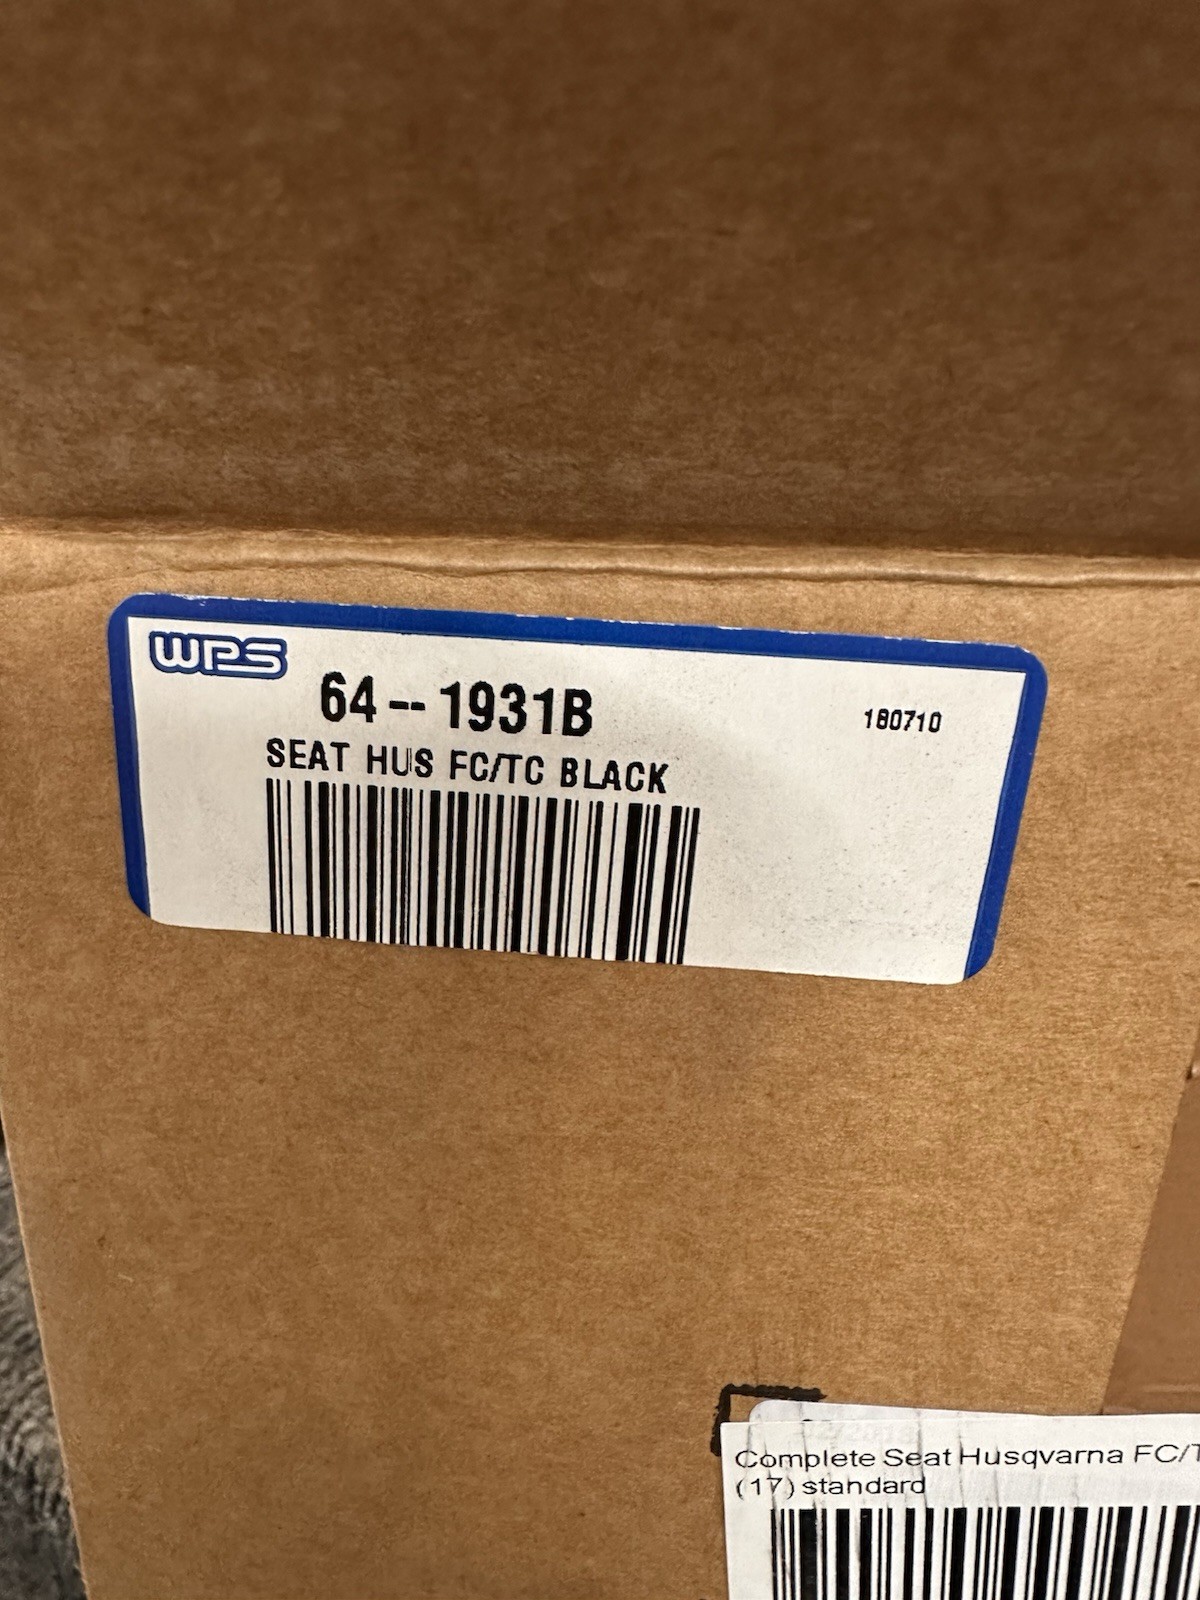 WPS
64--1931B
180710
SEAT HUS FC/TC BLACK
Complete Seat Husqvarna FC/T
(17) standard